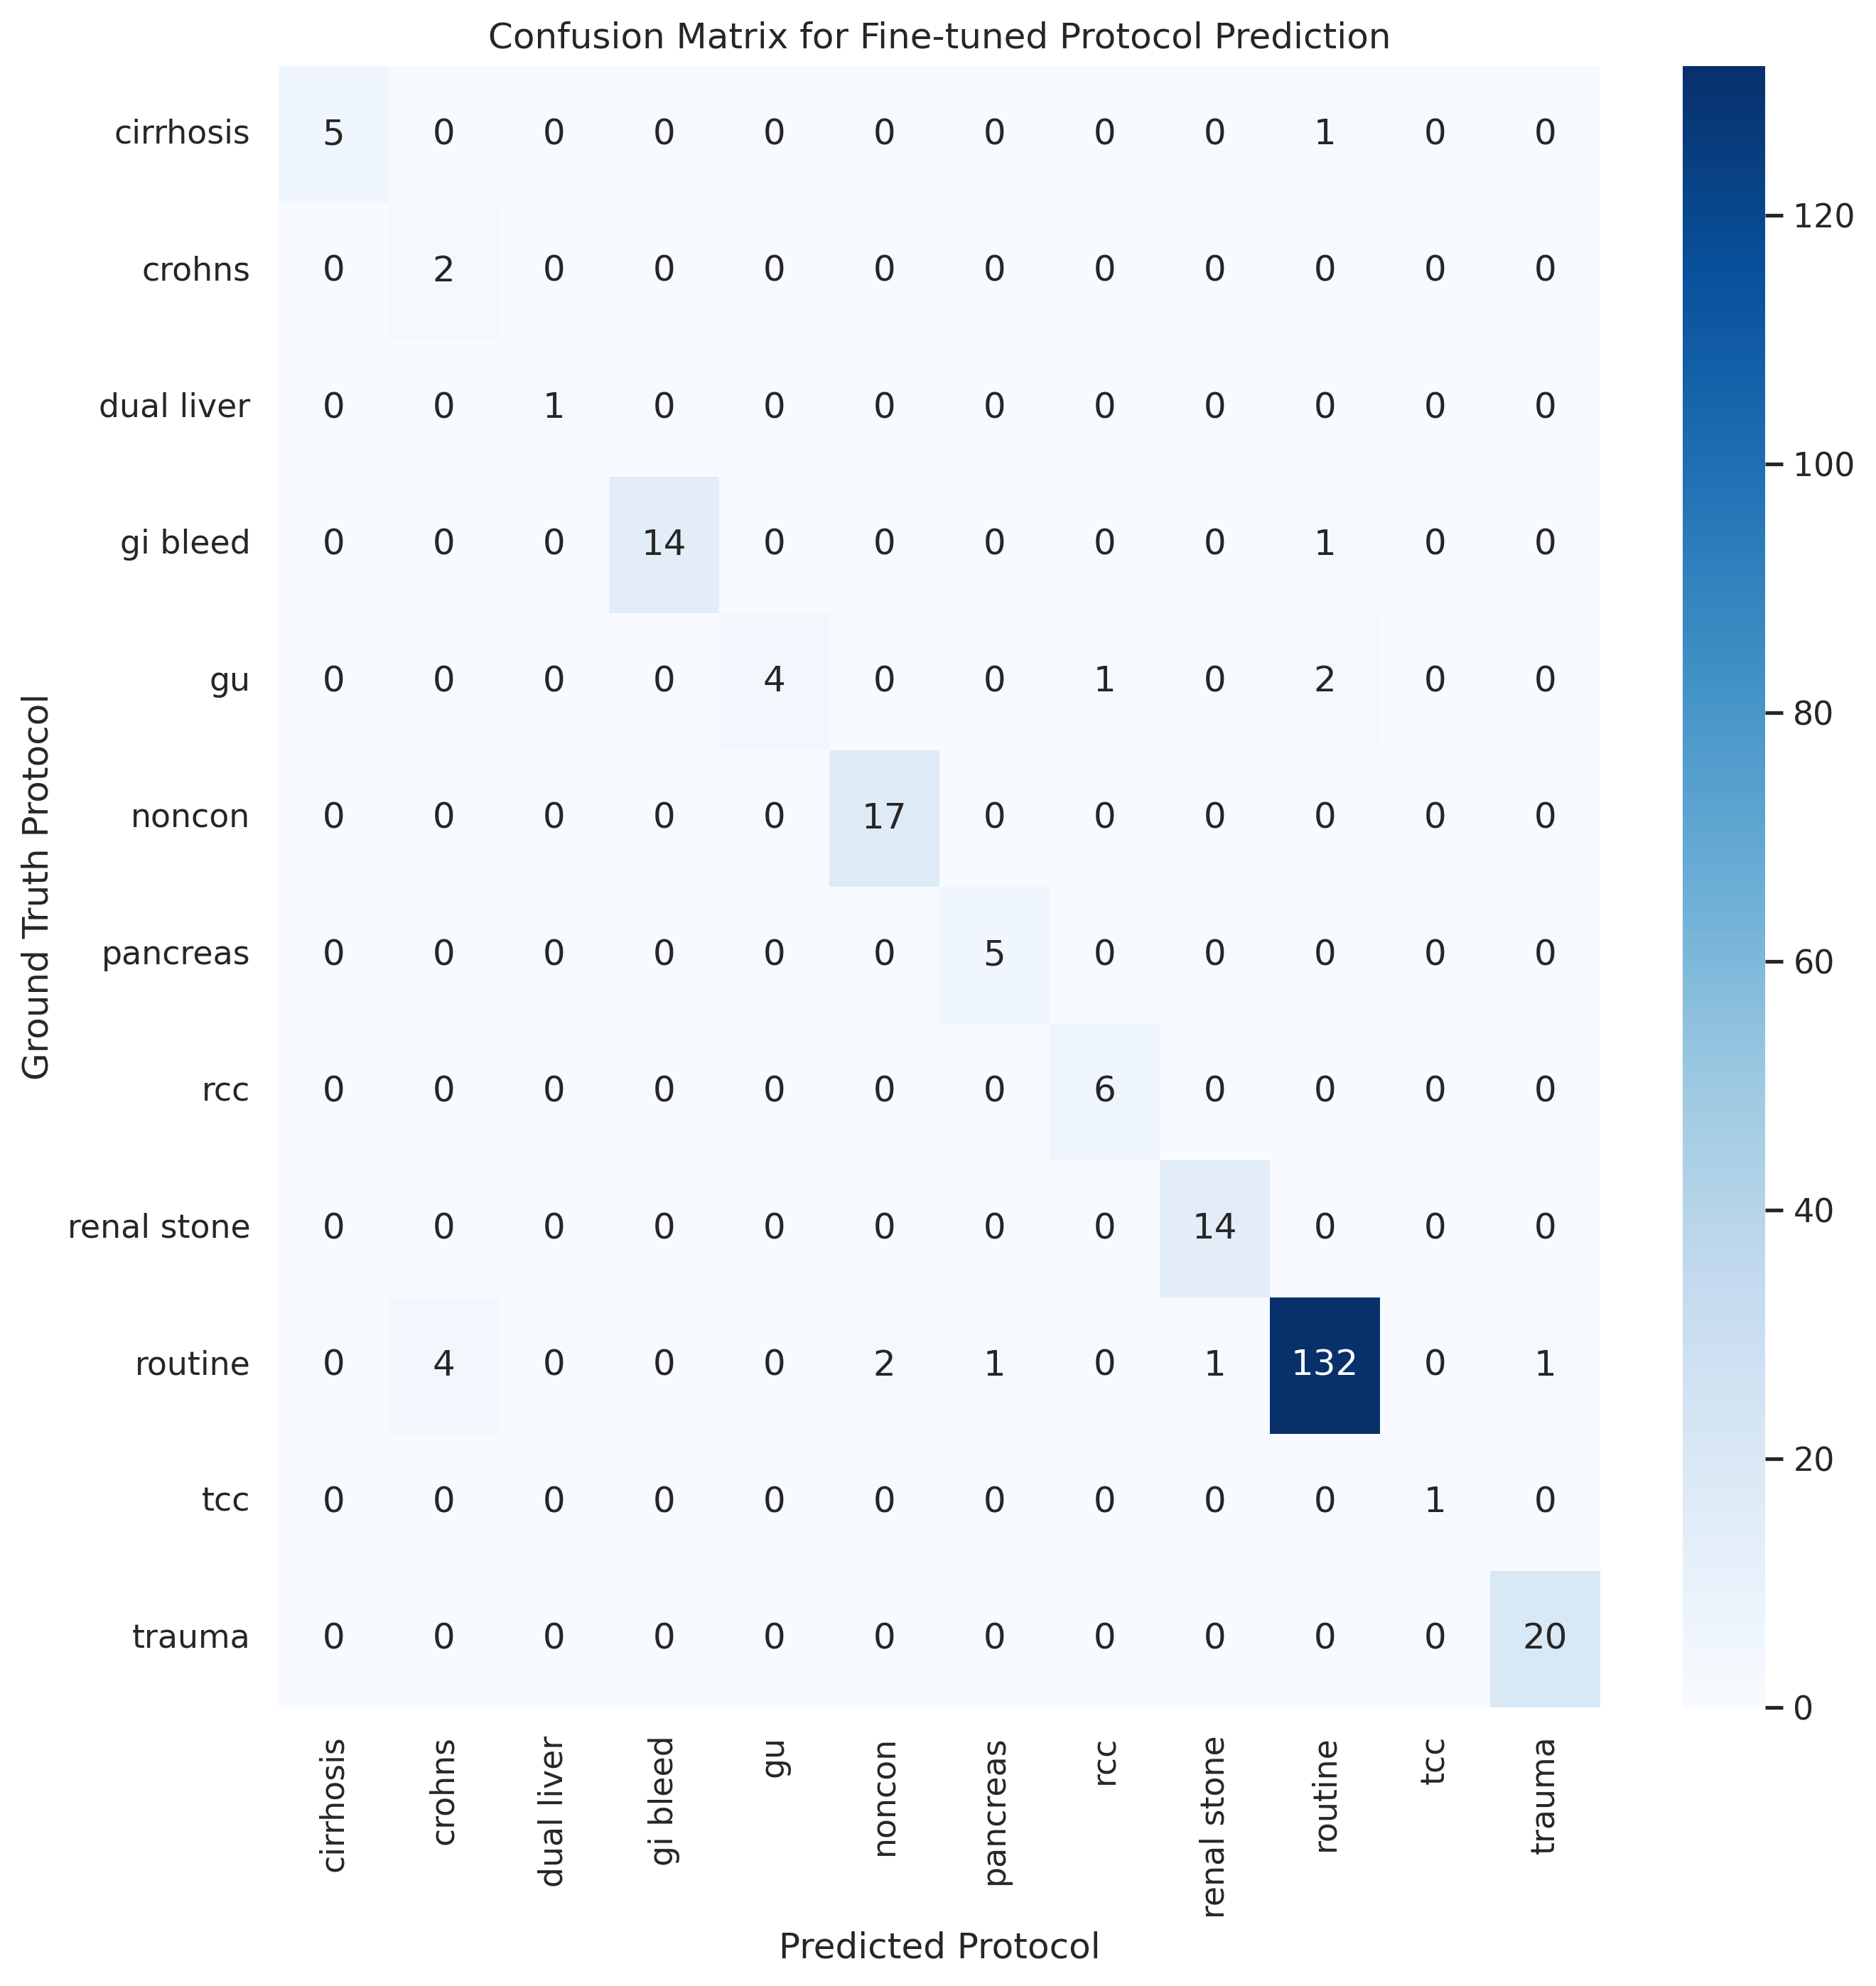 Confusion Matrix for Fine-tuned Protocol Prediction
Ground Truth Protocol
cirrhosis 5 0 0 0 0 0 0 0 0 1 0 0
crohns 0 2 0 0 0 0 0 0 0 0 0 0
dual liver 0 0 1 0 0 0 0 0 0 0 0 0
gi bleed 0 0 0 14 0 0 0 0 0 1 0 0
gu 0 0 0 0 4 0 0 1 0 2 0 0
noncon 0 0 0 0 0 17 0 0 0 0 0 0
pancreas 0 0 0 0 0 0 5 0 0 0 0 0
rcc 0 0 0 0 0 0 0 6 0 0 0 0
renal stone 0 0 0 0 0 0 0 0 14 0 0 0
routine 0 4 0 0 0 2 1 0 1 132 0 1
tcc 0 0 0 0 0 0 0 0 0 0 1 0
trauma 0 0 0 0 0 0 0 0 0 0 0 20
cirrhosis crohns dual liver gi bleed gu noncon pancreas rcc renal stone routine tcc trauma
Predicted Protocol
120
100
80
60
40
20
0